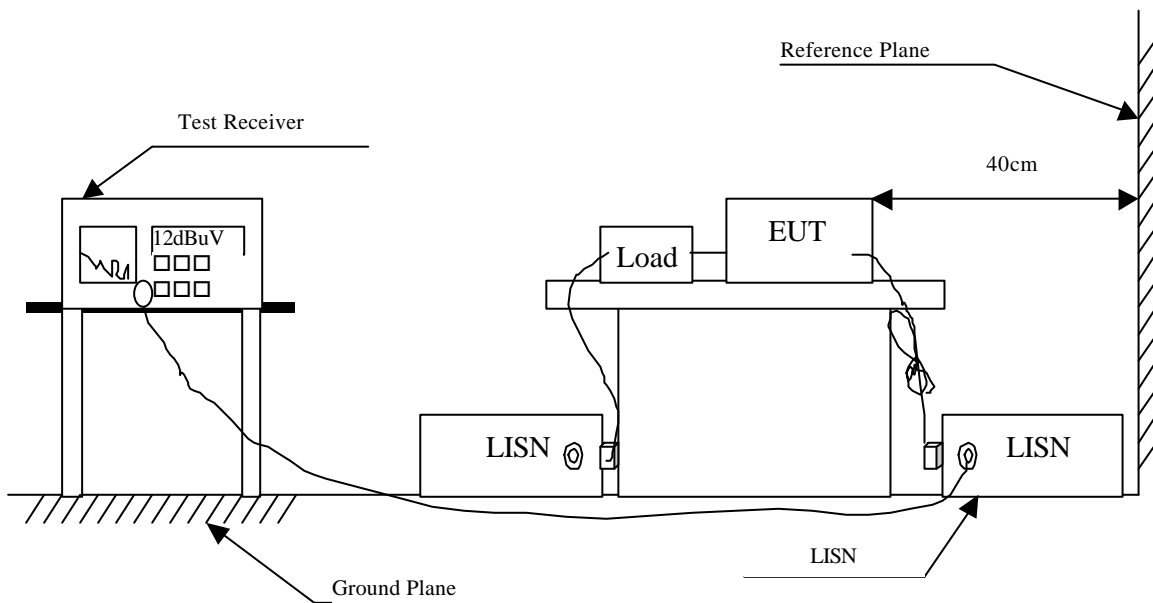 Reference Plane
Test Receiver
40cm
12dBuV
EUT
Load
LISN
LISN
LISN
Ground Plane